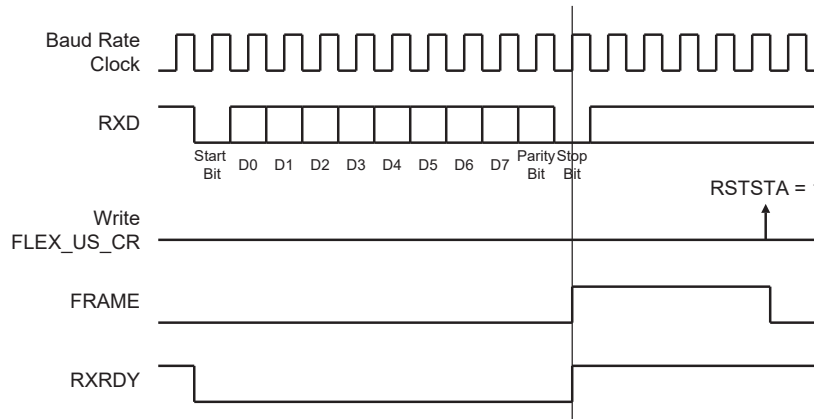 Baud Rate
Clock
RXD
Start
Bit
D0
D1
D2
D3
D4
D5
D6
D7
Parity
Bit
Stop
Bit
RSTSTA =
Write
FLEX_US_CR
FRAME
RXRDY